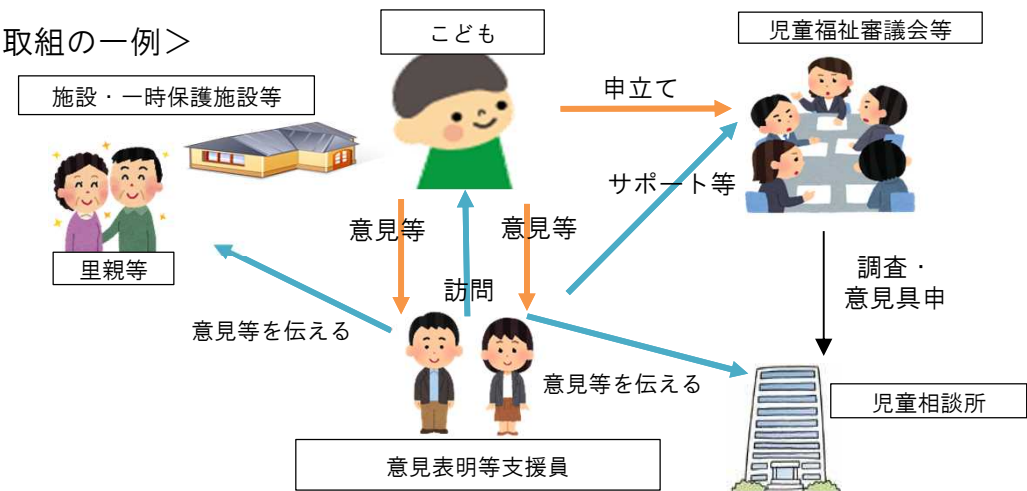 取組の一例＞
こども
児童福祉審議会等
施設・一時保護施設等
申立て
サポート等
意見等
意見等
里親等
訪問
調査・
意見具申
意見等を伝える
意見等を伝える
児童相談所
意見表明等支援員